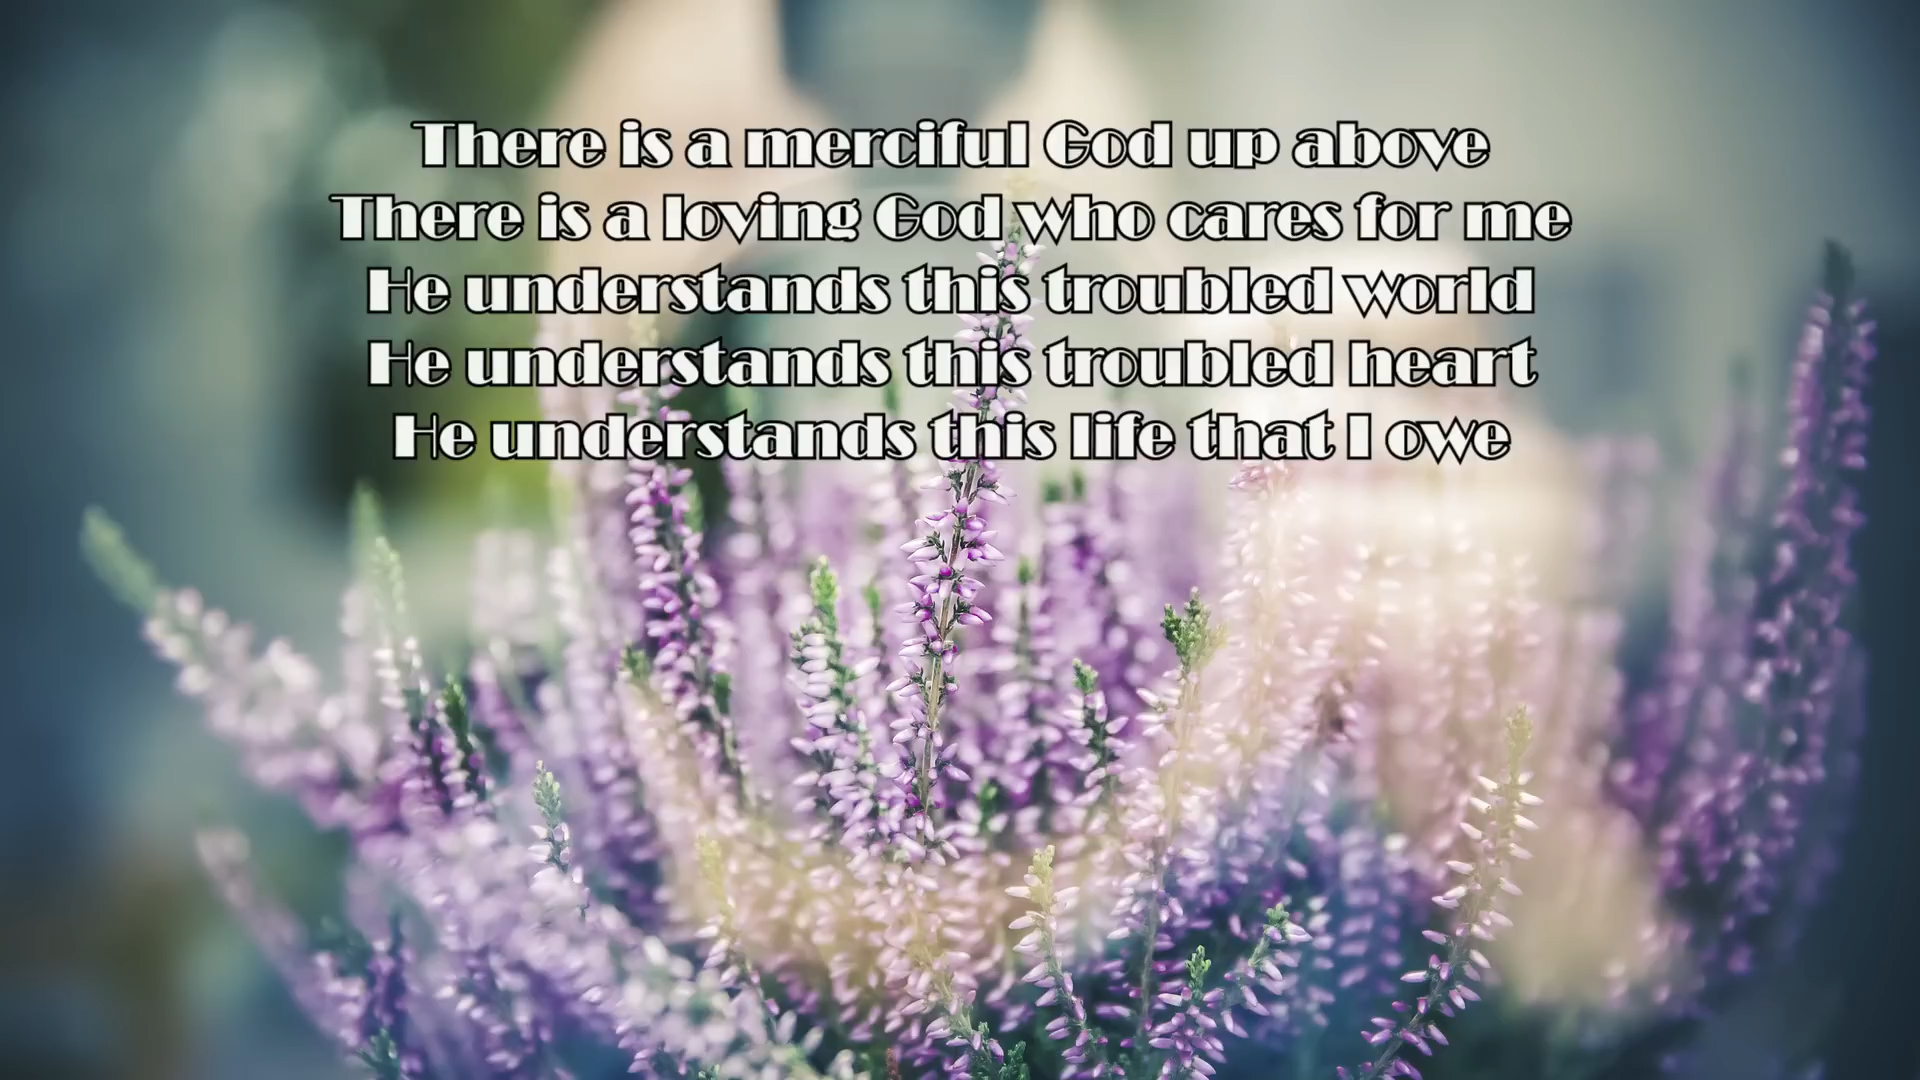 There is a merciful God up above
There is a loving God who cares for me
He understands this troubled world
He understands this troubled heart
He understands this life that I owe